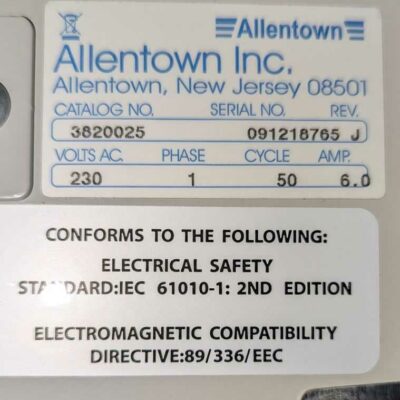 Allentown
Allentown Inc.
Allentown, New Jersey 08501
CATALOG NO. SERIAL NO. REV.
3820025 091218765 J
VOLTS AC. PHASE CYCLE AMP.
230 1 50 6.0
CONFORMS TO THE FOLLOWING:
ELECTRICAL SAFETY
STANDARD:IEC 61010-1: 2ND EDITION
ELECTROMAGNETIC COMPATIBILITY
DIRECTIVE:89/336/EEC